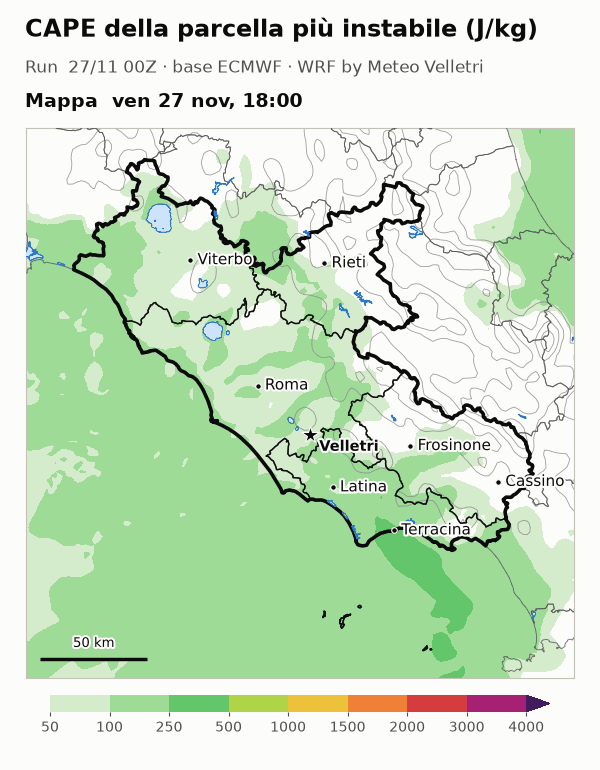 CAPE della parcella più instabile (J/kg)
Run  27/11 00Z · base ECMWF · WRF by Meteo Velletri
Mappa  ven 27 nov, 18:00
Viterbo
Rieti
Roma
Velletri
Frosinone
Cassino
Latina
Terracina
50 km
50 100 250 500 1000 1500 2000 3000 4000